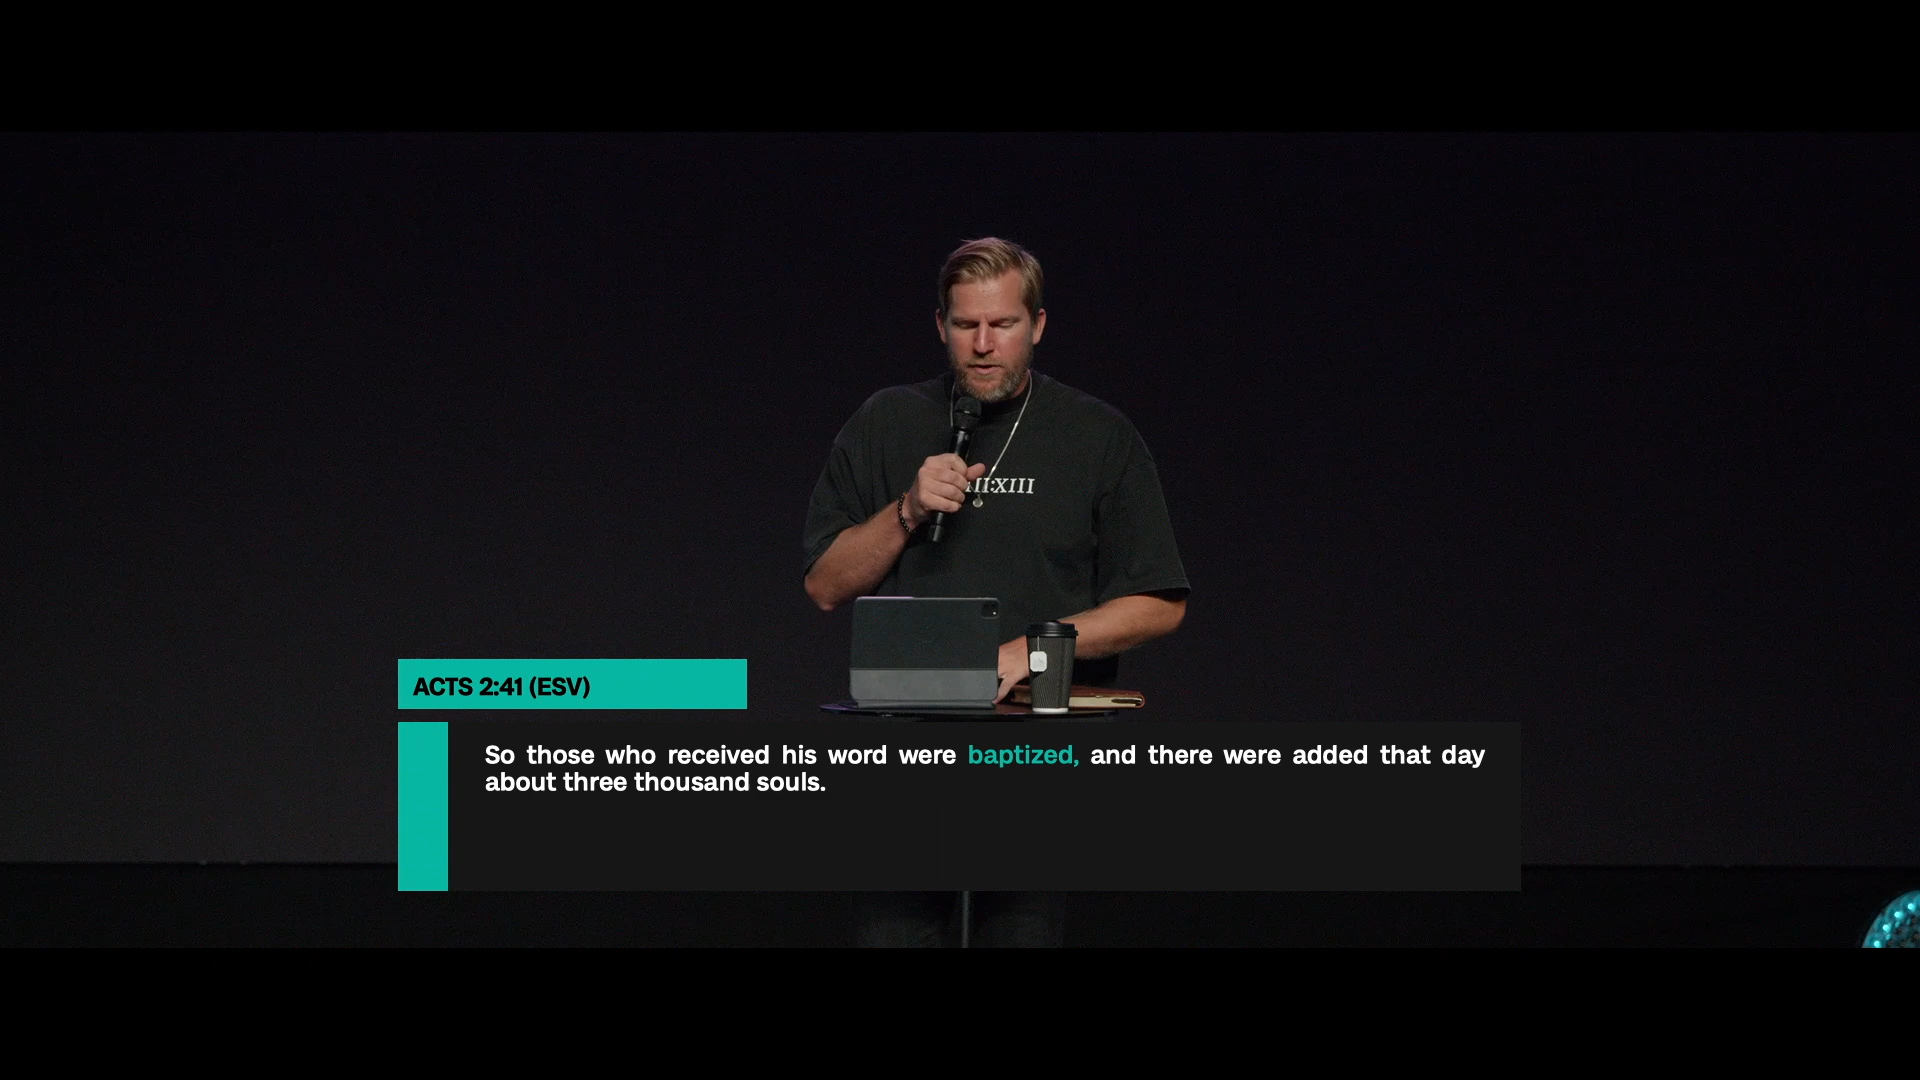 II:XIII
ACTS 2:41 (ESV)
So those who received his word were baptized, and there were added that day
about three thousand souls.